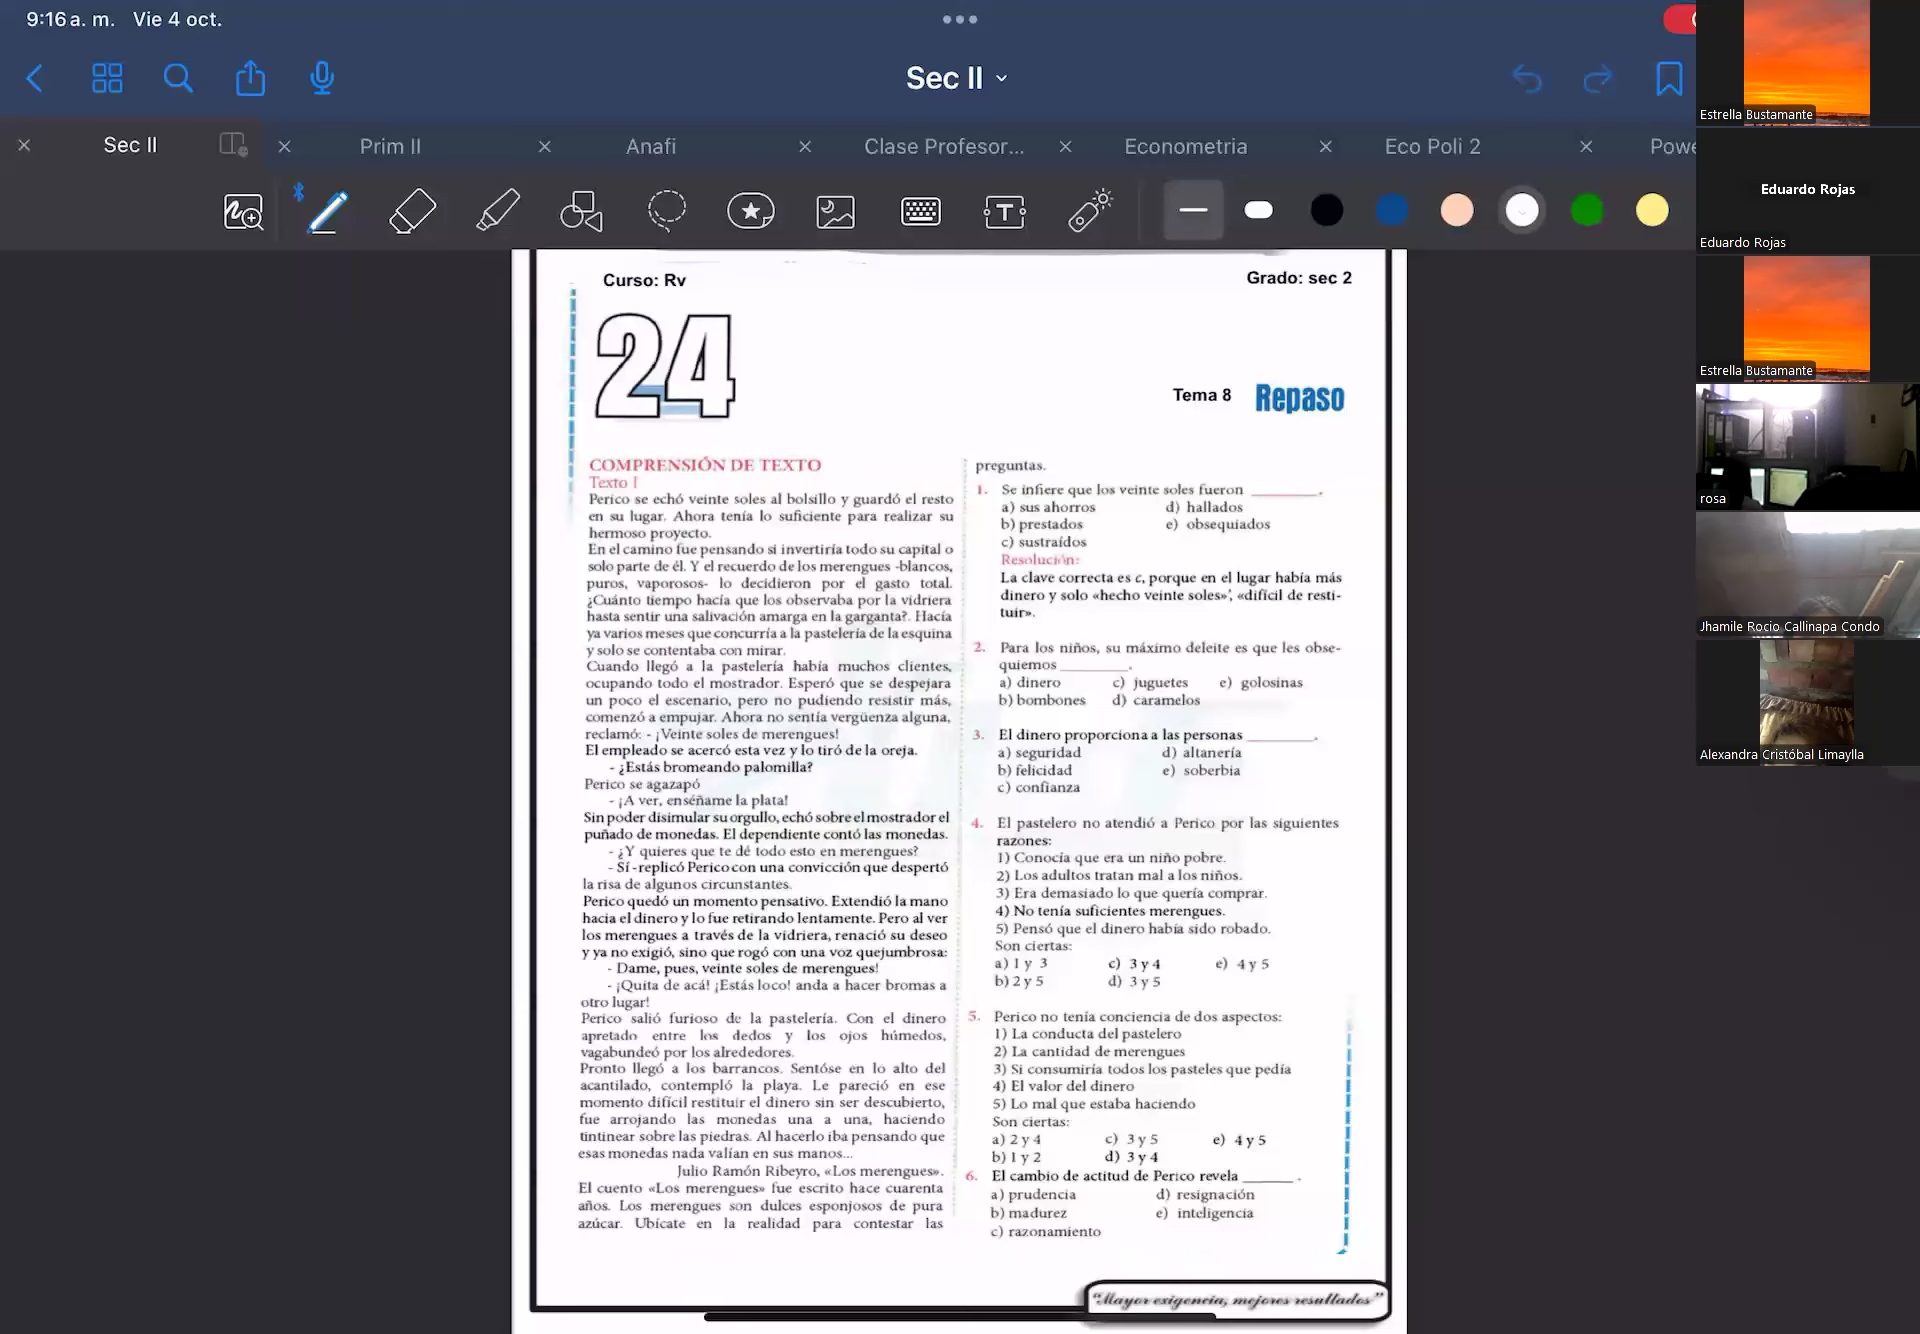 9:16 a. m. Vie 4 oct.
Sec II
Sec II
Prim II
Anafi
Clase Profesor...
Econometria
Eco Poli 2
Powe
Curso: Rv
Grado: sec 2
24
Tema 8 Repaso
COMPRENSIÓN DE TEXTO
Texto I
Perico se echó veinte soles al bolsillo y guardó el resto
en su lugar. Ahora tenía lo suficiente para realizar su
hermoso proyecto.
En el camino fue pensando si invertiría todo su capital o
solo parte de él. Y el recuerdo de los merengues -blancos,
puros, vaporosos- lo decidieron por el gasto total.
¿Cuánto tiempo hacía que los observaba por la vidriera
hasta sentir una salivación amarga en la garganta?. Hacía
ya varios meses que concurría a la pastelería de la esquina
y solo se contentaba con mirar.
Cuando llegó a la pastelería había muchos clientes,
ocupando todo el mostrador. Esperó que se despejara
un poco el escenario, pero no pudiendo resistir más,
comenzó a empujar. Ahora no sentía vergüenza alguna,
reclamó: - ¡Veinte soles de merengues!
El empleado se acercó esta vez y lo tiró de la oreja.
- ¿Estás bromeando palomilla?
Perico se agazapó
- ¡A ver, enséñame la plata!
Sin poder disimular su orgullo, echó sobre el mostrador el
puñado de monedas. El dependiente contó las monedas.
- ¿Y quieres que te dé todo esto en merengues?
- Sí -replicó Perico con una convicción que despertó
la risa de algunos circunstantes.
Perico quedó un momento pensativo. Extendió la mano
hacia el dinero y lo fue retirando lentamente. Pero al ver
los merengues a través de la vidriera, renació su deseo
y ya no exigió, sino que rogó con una voz quejumbrosa:
- Dame, pues, veinte soles de merengues!
- ¡Quita de acá! ¡Estás loco! anda a hacer bromas a
otro lugar!
Perico salió furioso de la pastelería. Con el dinero
apretado entre los dedos y los ojos húmedos,
vagabundeó por los alrededores.
Pronto llegó a los barrancos. Sentóse en lo alto del
acantilado, contempló la playa. Le pareció en ese
momento difícil restituir el dinero sin ser descubierto,
fue arrojando las monedas una a una, haciendo
tintinear sobre las piedras. Al hacerlo iba pensando que
esas monedas nada valían en sus manos...
Julio Ramón Ribeyro, «Los merengues».
El cuento «Los merengues» fue escrito hace cuarenta
años. Los merengues son dulces esponjosos de pura
azúcar. Ubícate en la realidad para contestar las
preguntas.
1. Se infiere que los veinte soles fueron ________.
a) sus ahorros d) hallados
b) prestados e) obsequiados
c) sustraídos
Resolución:
La clave correcta es c, porque en el lugar había más
dinero y solo «hecho veinte soles»', «difícil de resti-
tuir».
2. Para los niños, su máximo deleite es que les obse-
quiemos ________.
a) dinero c) juguetes e) golosinas
b) bombones d) caramelos
3. El dinero proporciona a las personas ________.
a) seguridad d) altanería
b) felicidad e) soberbia
c) confianza
4. El pastelero no atendió a Perico por las siguientes
razones:
1) Conocía que era un niño pobre.
2) Los adultos tratan mal a los niños.
3) Era demasiado lo que quería comprar.
4) No tenía suficientes merengues.
5) Pensó que el dinero había sido robado.
Son ciertas:
a) 1 y 3 c) 3 y 4 e) 4 y 5
b) 2 y 5 d) 3 y 5
5. Perico no tenía conciencia de dos aspectos:
1) La conducta del pastelero
2) La cantidad de merengues
3) Si consumiría todos los pasteles que pedía
4) El valor del dinero
5) Lo mal que estaba haciendo
Son ciertas:
a) 2 y 4 c) 3 y 5 e) 4 y 5
b) 1 y 2 d) 3 y 4
6. El cambio de actitud de Perico revela ______ .
a) prudencia d) resignación
b) madurez e) inteligencia
c) razonamiento
"Mayor exigencia, mejores resultados"
Estrella Bustamante
Eduardo Rojas
Eduardo Rojas
Estrella Bustamante
rosa
Jhamile Rocio Callinapa Condo
Alexandra Cristóbal Limaylla